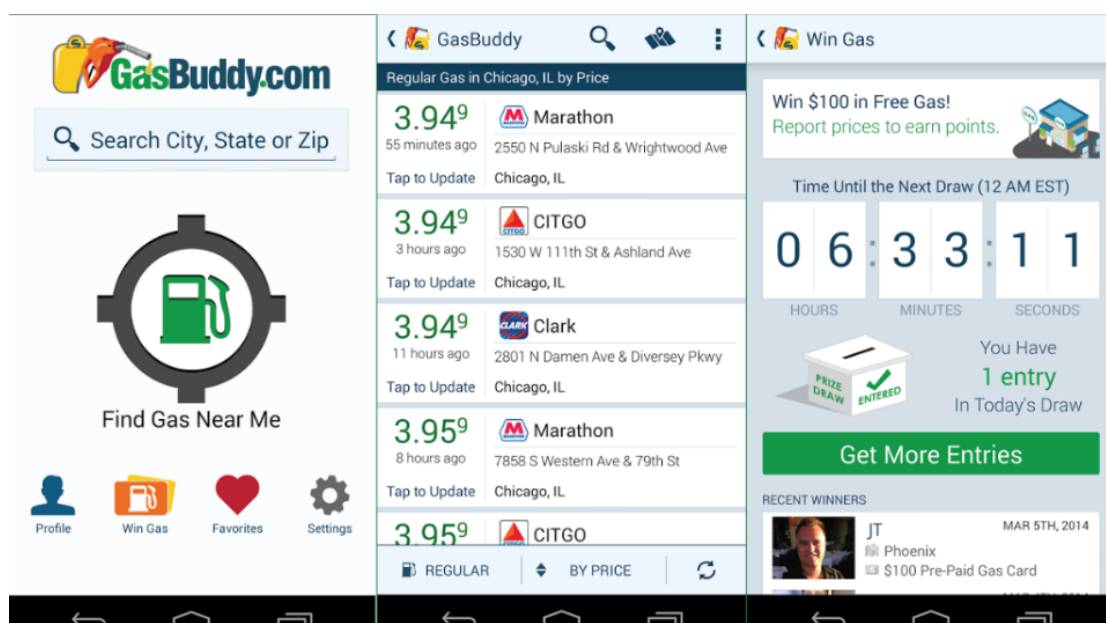 GasBuddy.com
Search City, State or Zip
Find Gas Near Me
Profile
Win Gas
Favorites
Settings
GasBuddy
Regular Gas in Chicago, IL by Price
3.94⁹
Marathon
55 minutes ago
2550 N Pulaski Rd & Wrightwood Ave
Tap to Update
Chicago, IL
3.94⁹
CITGO
3 hours ago
1530 W 111th St & Ashland Ave
Tap to Update
Chicago, IL
3.94⁹
CLARK
Clark
11 hours ago
2801 N Damen Ave & Diversey Pkwy
Tap to Update
Chicago, IL
3.95⁹
Marathon
8 hours ago
7858 S Western Ave & 79th St
Tap to Update
Chicago, IL
3.95⁹
CITGO
REGULAR
BY PRICE
Win Gas
Win $100 in Free Gas!
Report prices to earn points.
Time Until the Next Draw (12 AM EST)
06:33:11
HOURS
MINUTES
SECONDS
PRIZE
DRAW
ENTERED
You Have
1 entry
In Today's Draw
Get More Entries
RECENT WINNERS
JT
MAR 5TH, 2014
Phoenix
$100 Pre-Paid Gas Card